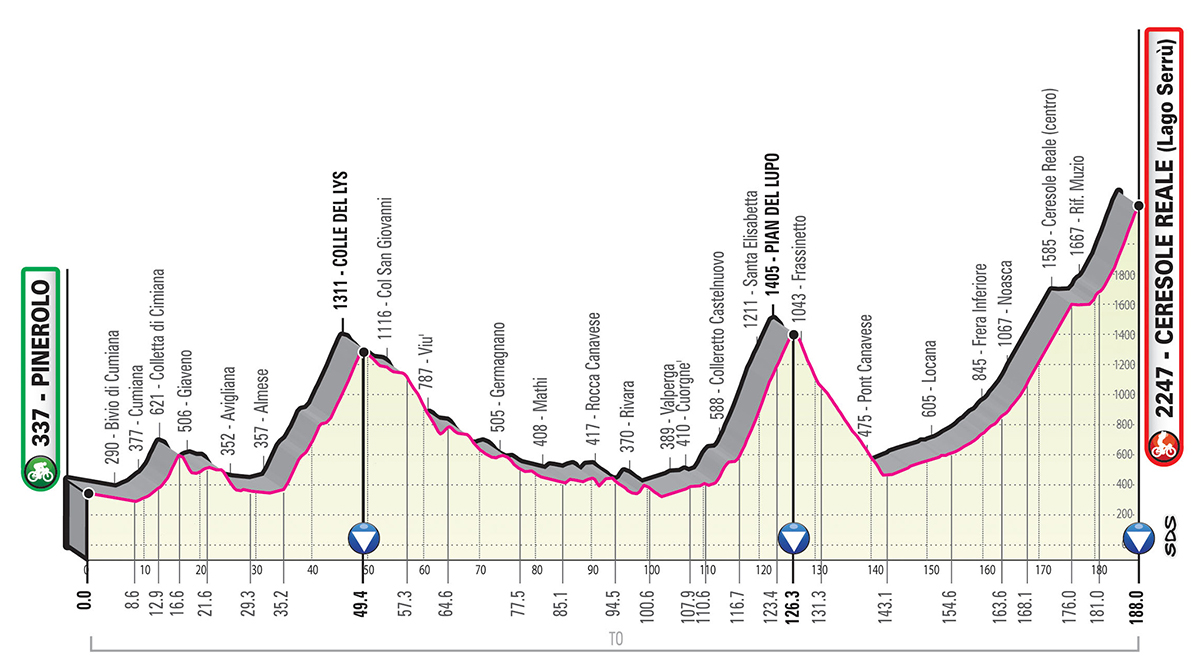 337 - PINEROLO
290 - Bivio di Cumiana
377 - Cumiana
621 - Colletta di Cimiana
506 - Giaveno
352 - Avigliana
357 - Almese
1311 - COLLE DEL LYS
1116 - Col San Giovanni
787 - Viu'
505 - Germagnano
408 - Mathi
417 - Rocca Canavese
370 - Rivara
389 - Valperga
410 - Cuorgne'
588 - Colleretto Castelnuovo
1211 - Santa Elisabetta
1405 - PIAN DEL LUPO
1043 - Frassinetto
475 - Pont Canavese
605 - Locana
845 - Frera Inferiore
1067 - Noasca
1585 - Ceresole Reale (centro)
1667 - Rif. Muzio
2247 - CERESOLE REALE (Lago Serrù)
1800
1600
1400
1200
1000
800
600
400
200
0
SDS
0 10 20 30 40 50 60 70 80 90 100 110 120 130 140 150 160 170 180
0.0 8.6 12.9 16.6 21.6 29.3 35.2 49.4 57.3 64.6 77.5 85.1 94.5 100.6 107.9 110.6 116.7 123.4 126.3 131.3 143.1 154.6 163.6 168.1 176.0 181.0 188.0
TO